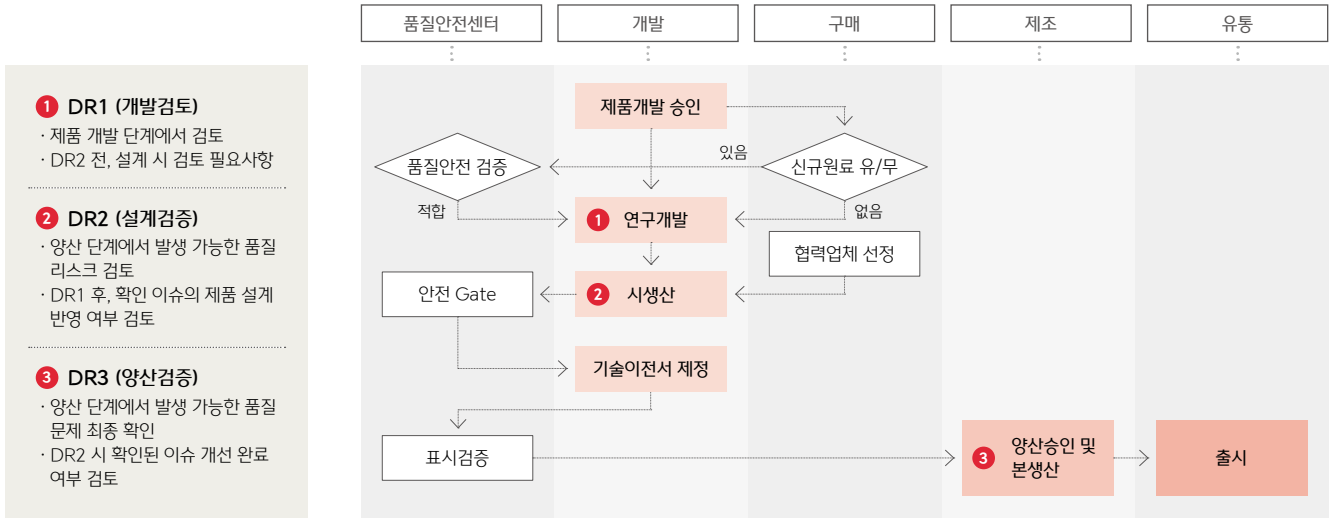 품질안전센터
개발
구매
제조
유통
1 DR1 (개발검토)
· 제품 개발 단계에서 검토
· DR2 전, 설계 시 검토 필요사항
2 DR2 (설계검증)
· 양산 단계에서 발생 가능한 품질
리스크 검토
· DR1 후, 확인 이슈의 제품 설계
반영 여부 검토
3 DR3 (양산검증)
· 양산 단계에서 발생 가능한 품질
문제 최종 확인
· DR2 시 확인된 이슈 개선 완료
여부 검토
제품개발 승인
품질안전 검증
있음
신규원료 유/무
적합
1 연구개발
없음
협력업체 선정
안전 Gate
2 시생산
기술이전서 제정
표시검증
3 양산승인 및
본생산
출시